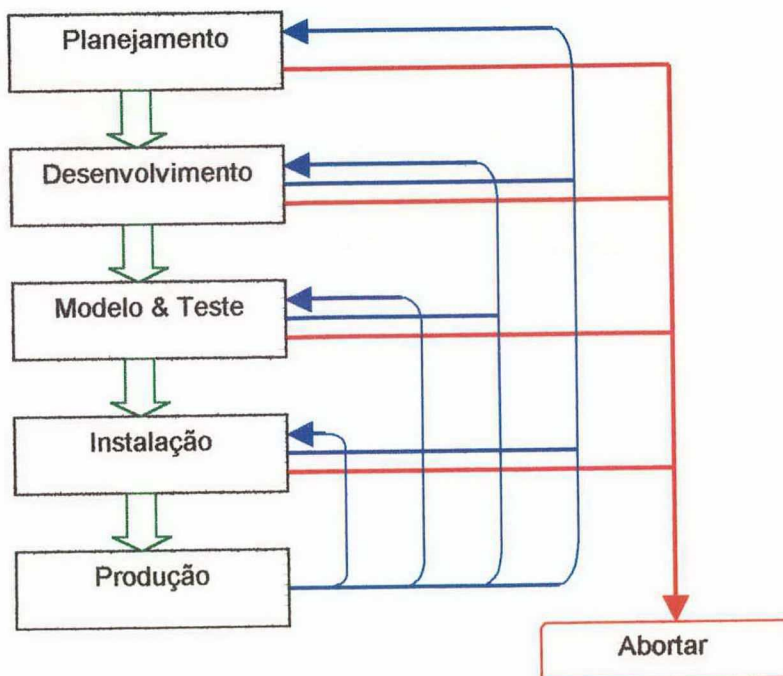 Planejamento
Desenvolvimento
Modelo & Teste
Instalação
Produção
Abortar